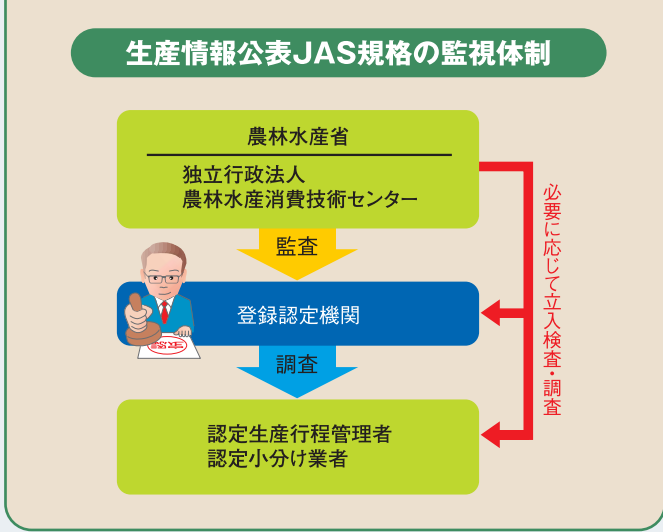 生産情報公表JAS規格の監視体制
農林水産省
独立行政法人
農林水産消費技術センター
監査
登録認定機関
認定
調査
認定生産行程管理者
認定小分け業者
必要に応じて立入検査・調査